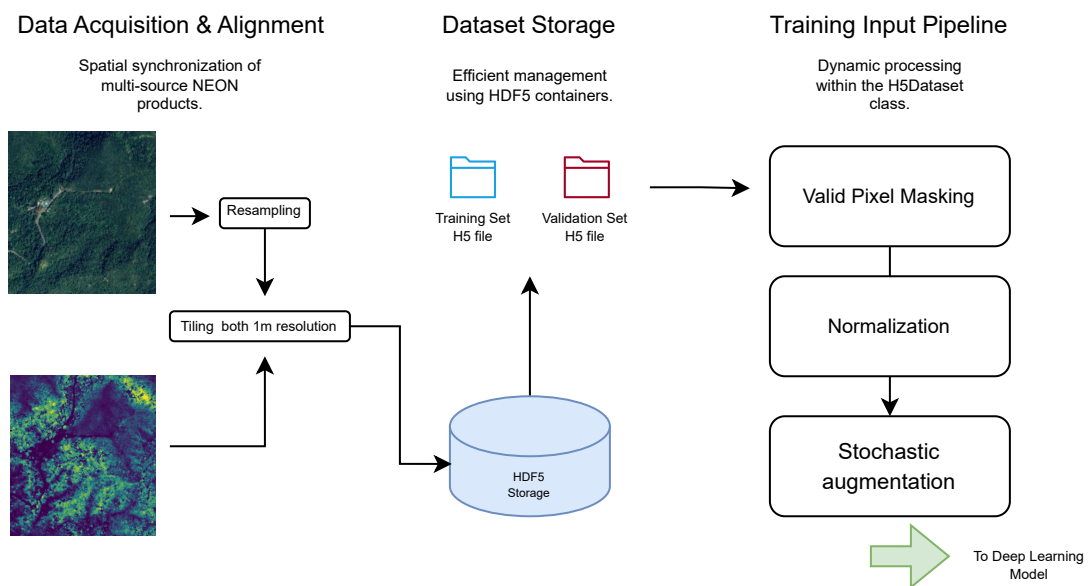 Data Acquisition & Alignment
Spatial synchronization of
multi-source NEON
products.
Resampling
Tiling both 1m resolution
Dataset Storage
Efficient management
using HDF5 containers.
Training Set
H5 file
Validation Set
H5 file
HDF5
Storage
Training Input Pipeline
Dynamic processing
within the H5Dataset
class.
Valid Pixel Masking
Normalization
Stochastic
augmentation
To Deep Learning
Model